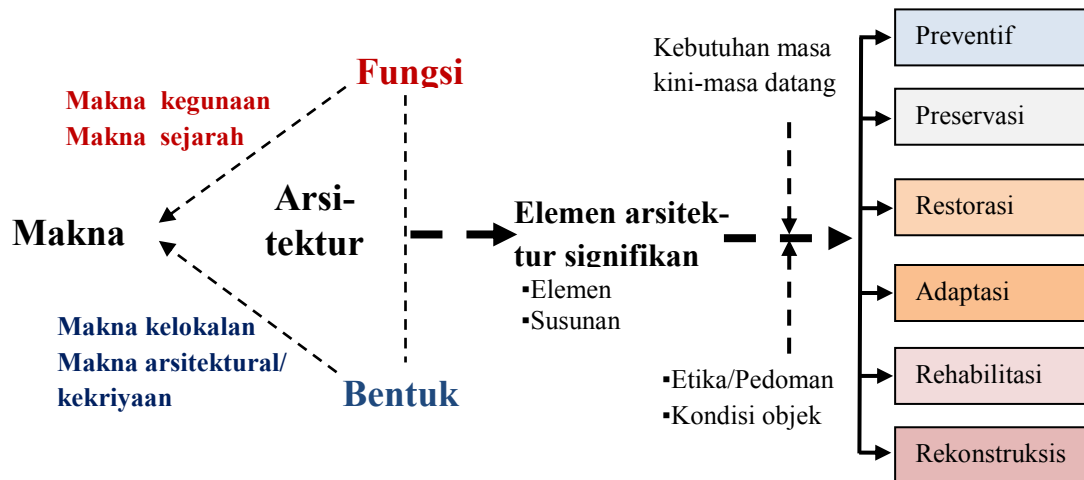 Fungsi
Makna kegunaan
Makna sejarah
Makna
Arsi-
tektur
Makna kelokalan
Makna arsitektural/
kekriyaan
Bentuk
Elemen arsitek-
tur signifikan
▪Elemen
▪Susunan
Kebutuhan masa
kini-masa datang
▪Etika/Pedoman
▪Kondisi objek
Preventif
Preservasi
Restorasi
Adaptasi
Rehabilitasi
Rekonstruksis